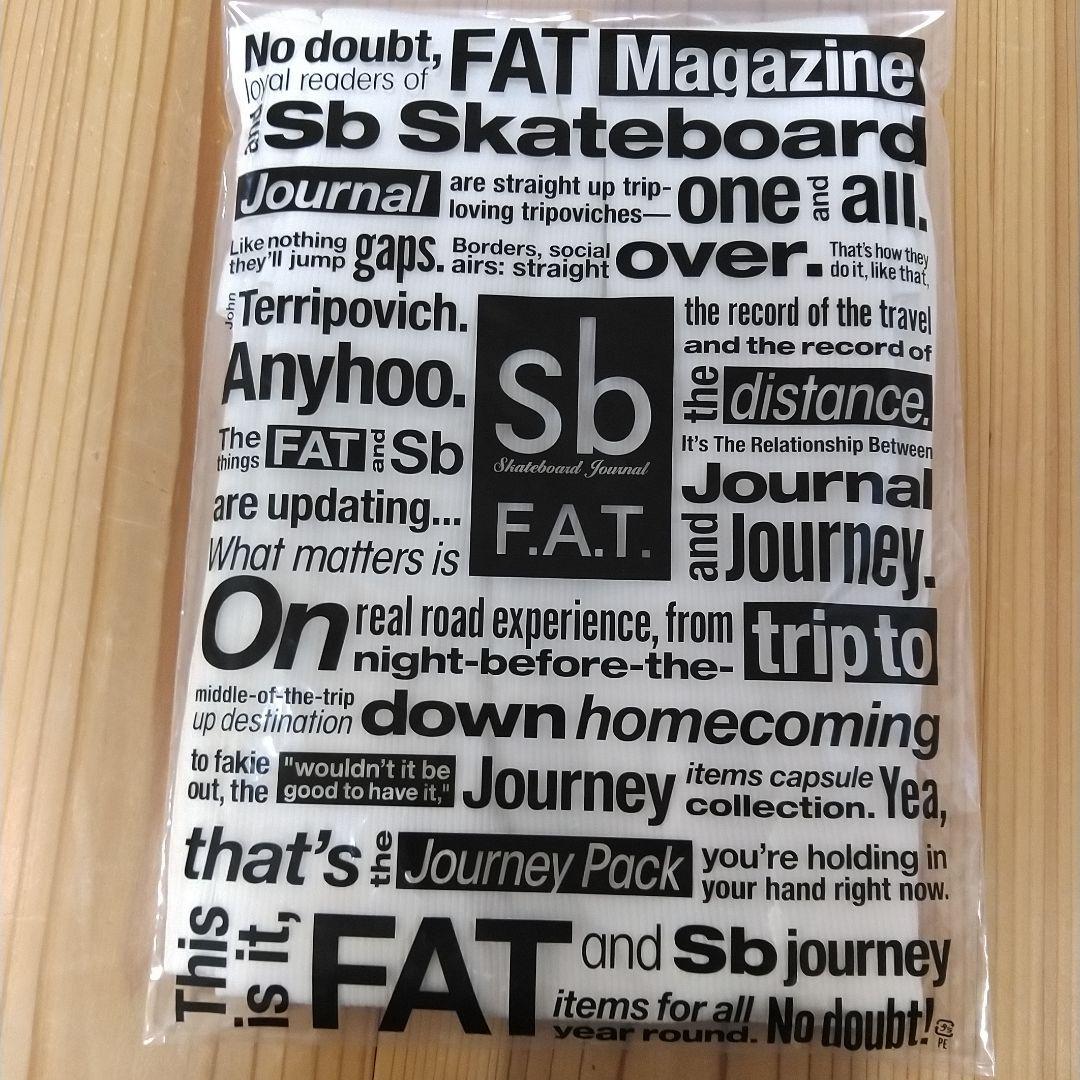 No doubt,
loyal readers of
FAT Magazine
and Sb Skateboard
Journal are straight up trip-
loving tripoviches—one and all.
Like nothing
they'll jump gaps. Borders, social
airs: straight over. That's how they
do it, like that,
John Terripovich.
Anyhoo.
The
things FAT and Sb
are updating...
What matters is
Sb
Skateboard Journal
F.A.T.
the record of the travel
and the record of
the distance.
It's The Relationship Between
Journal
and Journey.
On real road experience, from
night-before-the-
trip to
middle-of-the-trip
up destination down homecoming
to fakie
out, the "wouldn't it be
good to have it," Journey items capsule
collection. Yea,
that's the Journey Pack you're holding in
your hand right now.
This
is it, FAT and Sb journey
items for all
year round. No doubt!
PE